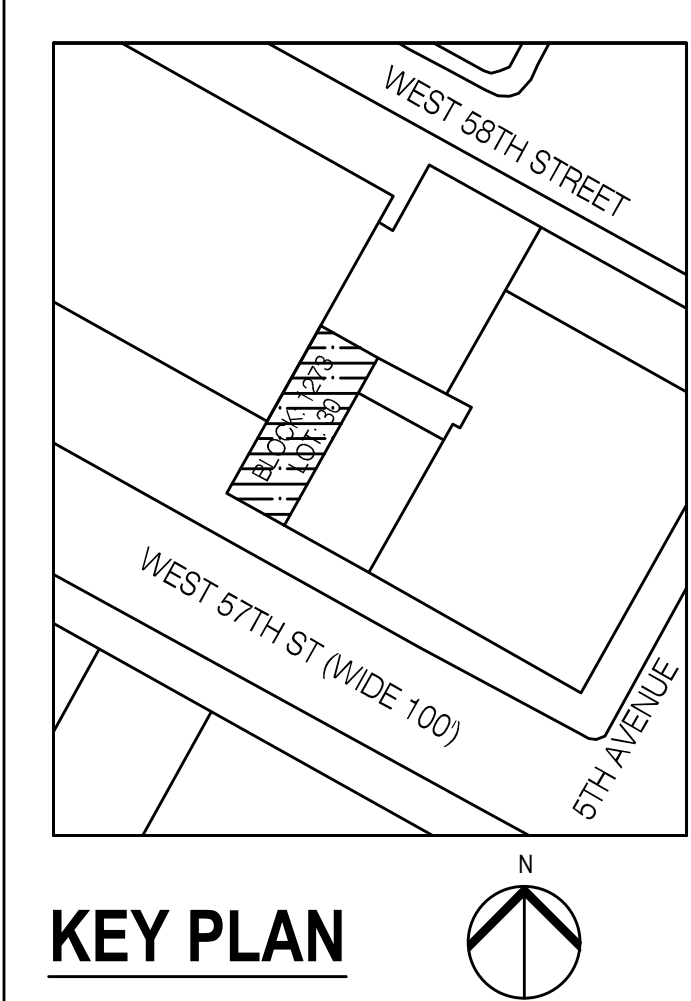 WEST 58TH STREET
BLOCK: 1273
LOT: 30
WEST 57TH ST (WIDE 100')
5TH AVENUE
N
KEY PLAN